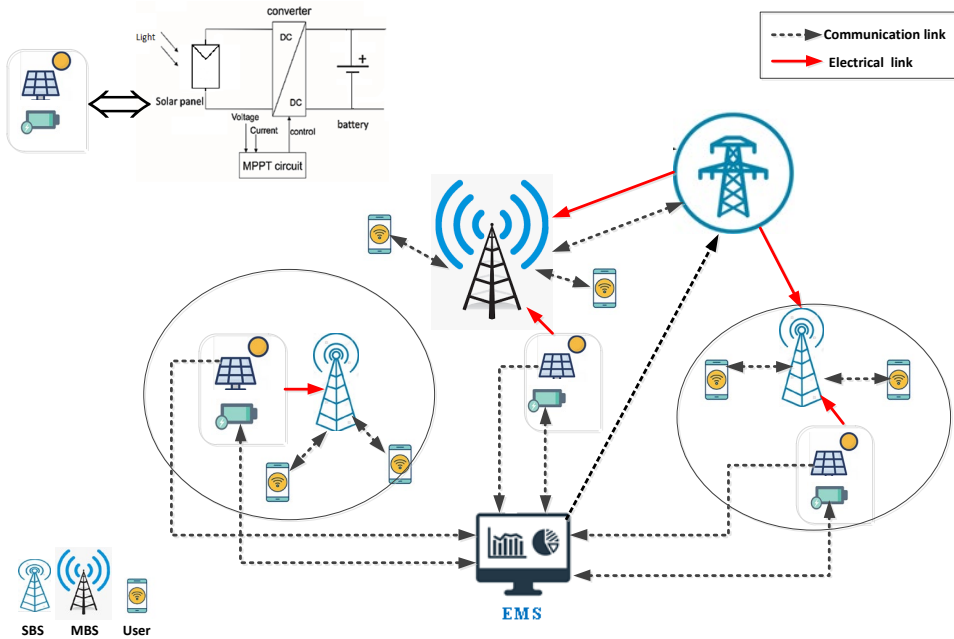 converter
Light
DC
Solar panel
DC
battery
Voltage
Current
control
MPPT circuit
Communication link
Electrical link
EMS
SBS
MBS
User